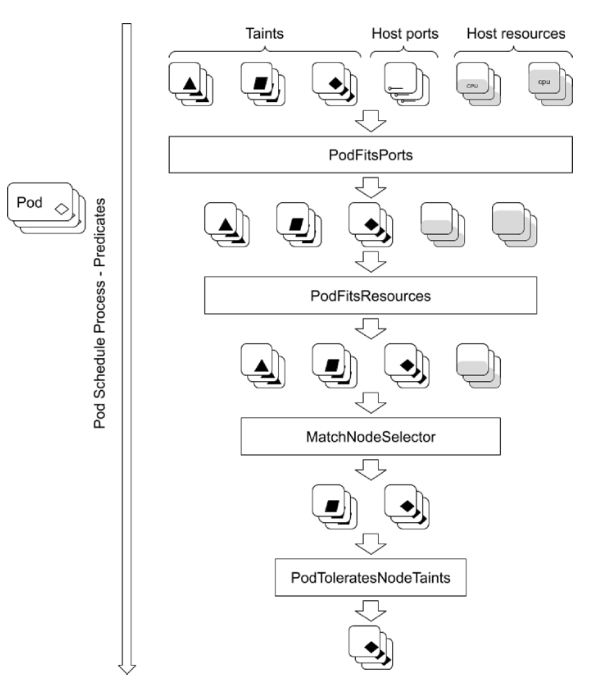 Taints
Host ports
Host resources
CPU
cpu
PodFitsPorts
Pod
Pod Schedule Process - Predicates
PodFitsResources
MatchNodeSelector
PodToleratesNodeTaints